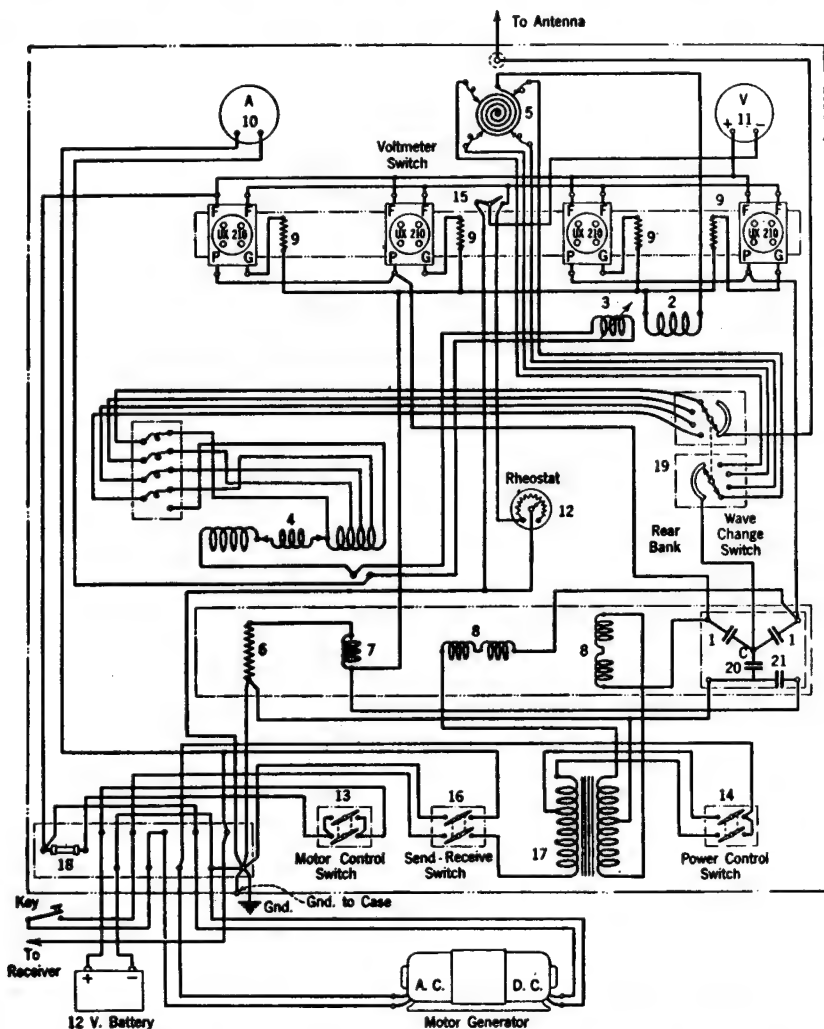 To Antenna
A
10
5
V
+ 11 -
Voltmeter
Switch
15
9
F F F F F F F F
UX 210 UX 210 UX 210 UX 210
9 9 9
P G P G P G P G
3 2
19
Rheostat
12
4
Rear
Bank
Wave
Change
Switch
6 7 8 8 1 1
C
20 21
13 16 14
17
18
Motor Control
Switch
Send-Receive
Switch
Power Control
Switch
Key
Gnd.
Gnd. to Case
To
Receiver
+ -
12 V. Battery
A. C. D. C.
Motor Generator